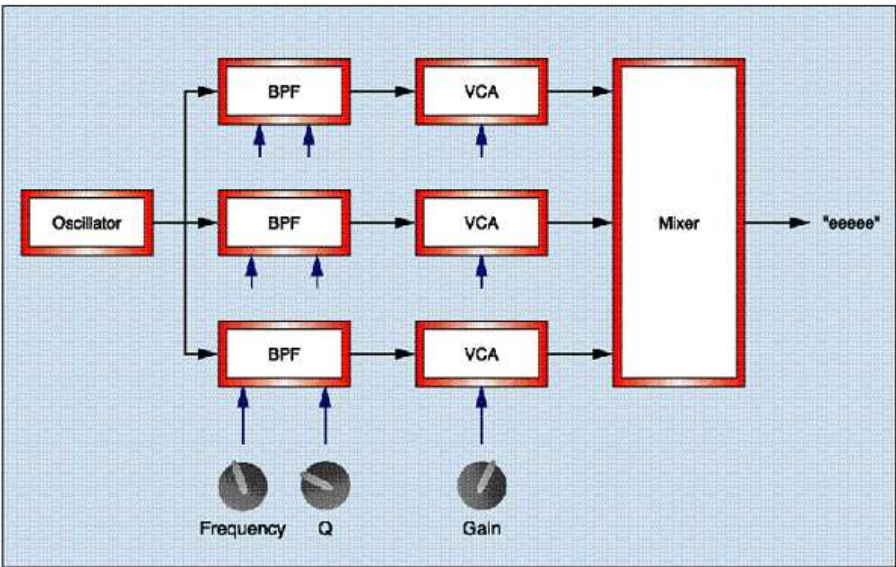 BPF
VCA
Oscillator
BPF
VCA
Mixer
"eeeee"
BPF
VCA
Frequency
Q
Gain